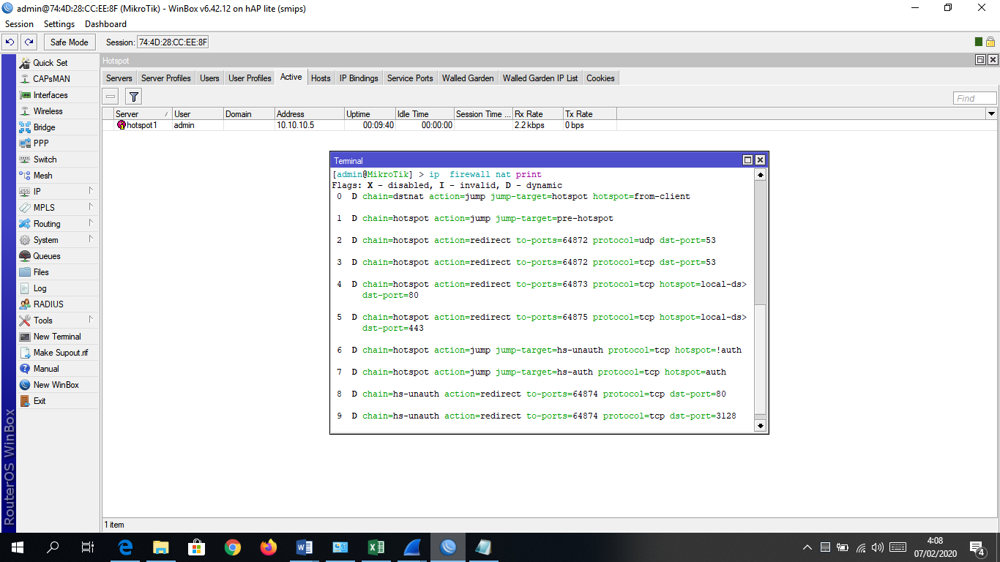 admin@74:4D:28:CC:EE:8F (MikroTik) - WinBox v6.42.12 on hAP lite (smips)
Session Settings Dashboard
Safe Mode Session: 74:4D:28:CC:EE:8F
Hotspot
Quick Set
CAPsMAN
Interfaces
Wireless
Bridge
PPP
Switch
Mesh
IP
MPLS
Routing
System
Queues
Files
Log
RADIUS
Tools
New Terminal
Make Supout.rif
Manual
New WinBox
Exit
RouterOS WinBox
Servers Server Profiles Users User Profiles Active Hosts IP Bindings Service Ports Walled Garden Walled Garden IP List Cookies
Find
Server User Domain Address Uptime Idle Time Session Time ... Rx Rate Tx Rate
hotspot1 admin 10.10.10.5 00:09:40 00:00:00 2.2 kbps 0 bps
Terminal
[admin@MikroTik] > ip  firewall nat print
Flags: X - disabled, I - invalid, D - dynamic
0 D chain=dstnat action=jump jump-target=hotspot hotspot=from-client
1 D chain=hotspot action=jump jump-target=pre-hotspot
2 D chain=hotspot action=redirect to-ports=64872 protocol=udp dst-port=53
3 D chain=hotspot action=redirect to-ports=64872 protocol=tcp dst-port=53
4 D chain=hotspot action=redirect to-ports=64873 protocol=tcp hotspot=local-ds>
dst-port=80
5 D chain=hotspot action=redirect to-ports=64875 protocol=tcp hotspot=local-ds>
dst-port=443
6 D chain=hotspot action=jump jump-target=hs-unauth protocol=tcp hotspot=!auth
7 D chain=hotspot action=jump jump-target=hs-auth protocol=tcp hotspot=auth
8 D chain=hs-unauth action=redirect to-ports=64874 protocol=tcp dst-port=80
9 D chain=hs-unauth action=redirect to-ports=64874 protocol=tcp dst-port=3128
1 item
4:08
07/02/2020
4